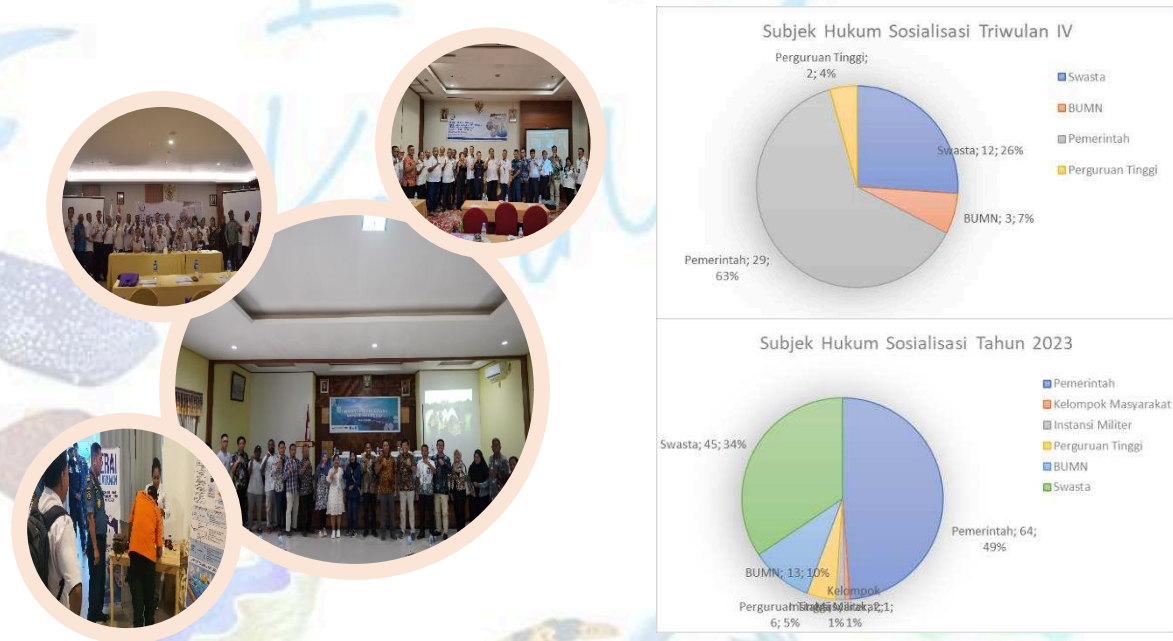 Subjek Hukum Sosialisasi Triwulan IV
Perguruan Tinggi;
2; 4%
Swasta; 12; 26%
BUMN; 3; 7%
Pemerintah; 29;
63%
Swasta
BUMN
Pemerintah
Perguruan Tinggi
Subjek Hukum Sosialisasi Tahun 2023
Swasta; 45; 34%
Pemerintah; 64;
49%
BUMN; 13; 10%
Kelompok
Perguruan
6; 5%
1%
1%
Pemerintah
Kelompok Masyarakat
Instansi Militer
Perguruan Tinggi
BUMN
Swasta